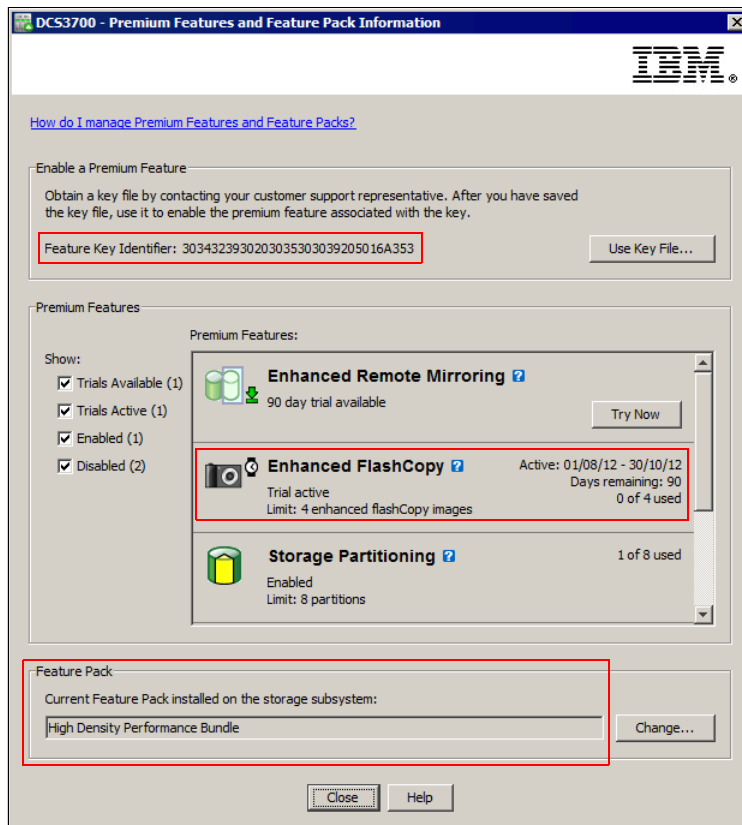 DCS3700 - Premium Features and Feature Pack Information
IBM®
How do I manage Premium Features and Feature Packs?
Enable a Premium Feature
Obtain a key file by contacting your customer support representative. After you have saved
the key file, use it to enable the premium feature associated with the key.
Feature Key Identifier: 30343239302030353030392050​16A353
Use Key File...
Premium Features
Premium Features:
Show:
Trials Available (1)
Trials Active (1)
Enabled (1)
Disabled (2)
Enhanced Remote Mirroring ?
90 day trial available
Try Now
Enhanced FlashCopy ?
Trial active
Limit: 4 enhanced flashCopy images
Active: 01/08/12 - 30/10/12
Days remaining: 90
0 of 4 used
Storage Partitioning ?
Enabled
Limit: 8 partitions
1 of 8 used
Feature Pack
Current Feature Pack installed on the storage subsystem:
High Density Performance Bundle
Change...
Close
Help